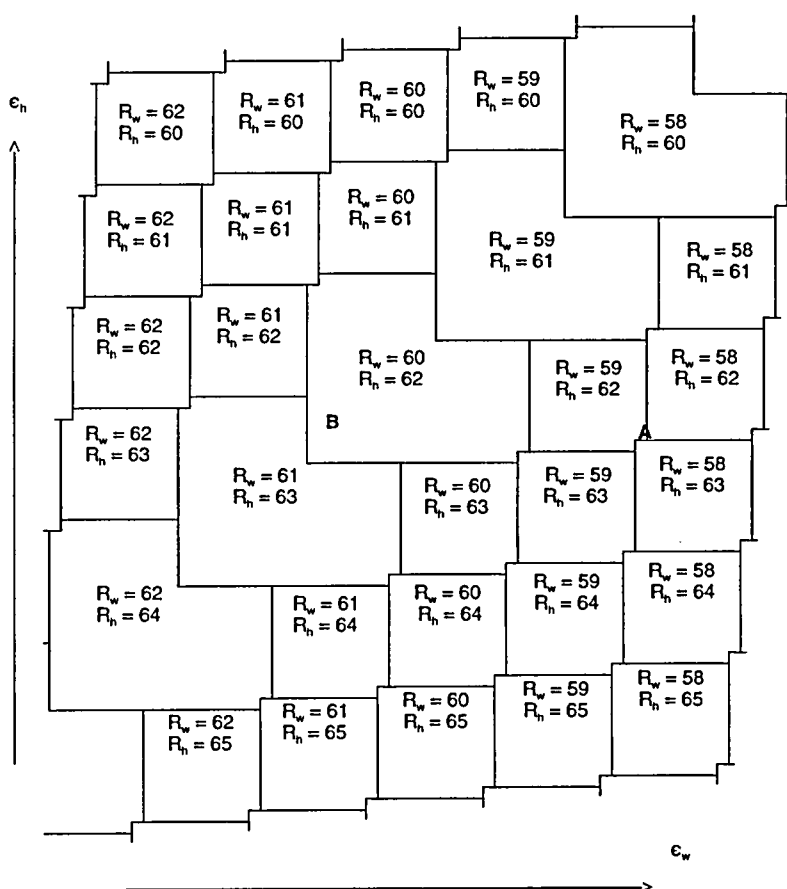 ϵh
Rw = 62
Rh = 60
Rw = 61
Rh = 60
Rw = 60
Rh = 60
Rw = 59
Rh = 60
Rw = 58
Rh = 60
Rw = 62
Rh = 61
Rw = 61
Rh = 61
Rw = 60
Rh = 61
Rw = 59
Rh = 61
Rw = 58
Rh = 61
Rw = 62
Rh = 62
Rw = 61
Rh = 62
Rw = 60
Rh = 62
Rw = 59
Rh = 62
Rw = 58
Rh = 62
B
A
Rw = 62
Rh = 63
Rw = 61
Rh = 63
Rw = 60
Rh = 63
Rw = 59
Rh = 63
Rw = 58
Rh = 63
Rw = 62
Rh = 64
Rw = 61
Rh = 64
Rw = 60
Rh = 64
Rw = 59
Rh = 64
Rw = 58
Rh = 64
Rw = 62
Rh = 65
Rw = 61
Rh = 65
Rw = 60
Rh = 65
Rw = 59
Rh = 65
Rw = 58
Rh = 65
ϵw